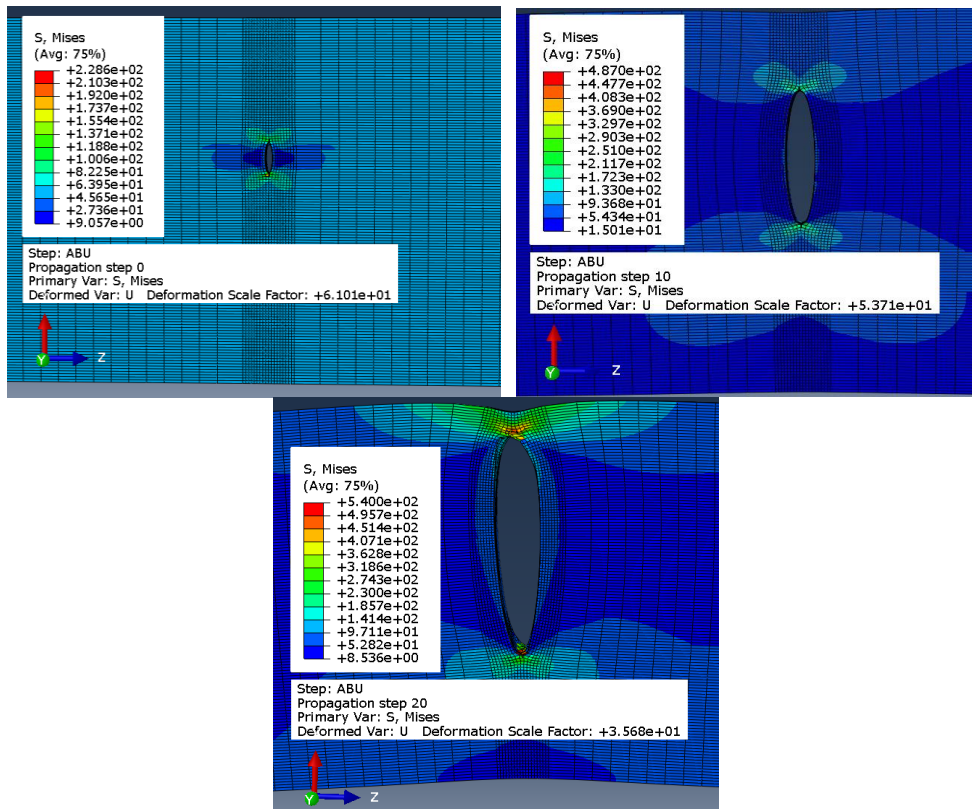 S, Mises
(Avg: 75%)
+2.286e+02
+2.103e+02
+1.920e+02
+1.737e+02
+1.554e+02
+1.371e+02
+1.188e+02
+1.006e+02
+8.225e+01
+6.395e+01
+4.565e+01
+2.736e+01
+9.057e+00
Step: ABU
Propagation step 0
Primary Var: S, Mises
Deformed Var: U Deformation Scale Factor: +6.101e+01
Y
Z
S, Mises
(Avg: 75%)
+4.870e+02
+4.477e+02
+4.083e+02
+3.690e+02
+3.297e+02
+2.903e+02
+2.510e+02
+2.117e+02
+1.723e+02
+1.330e+02
+9.368e+01
+5.434e+01
+1.501e+01
Step: ABU
Propagation step 10
Primary Var: S, Mises
Deformed Var: U Deformation Scale Factor: +5.371e+01
Y
Z
S, Mises
(Avg: 75%)
+5.400e+02
+4.957e+02
+4.514e+02
+4.071e+02
+3.628e+02
+3.186e+02
+2.743e+02
+2.300e+02
+1.857e+02
+1.414e+02
+9.711e+01
+5.282e+01
+8.536e+00
Step: ABU
Propagation step 20
Primary Var: S, Mises
Deformed Var: U Deformation Scale Factor: +3.568e+01
Y
Z